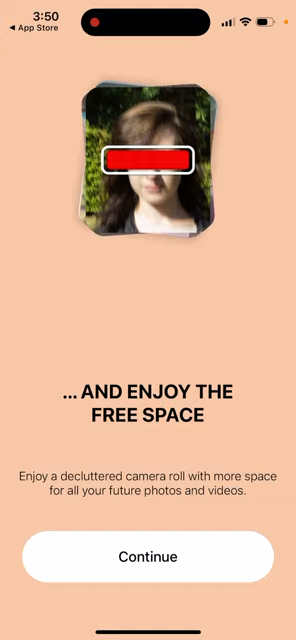 3:50
◀ App Store
... AND ENJOY THE
FREE SPACE
Enjoy a decluttered camera roll with more space
for all your future photos and videos.
Continue